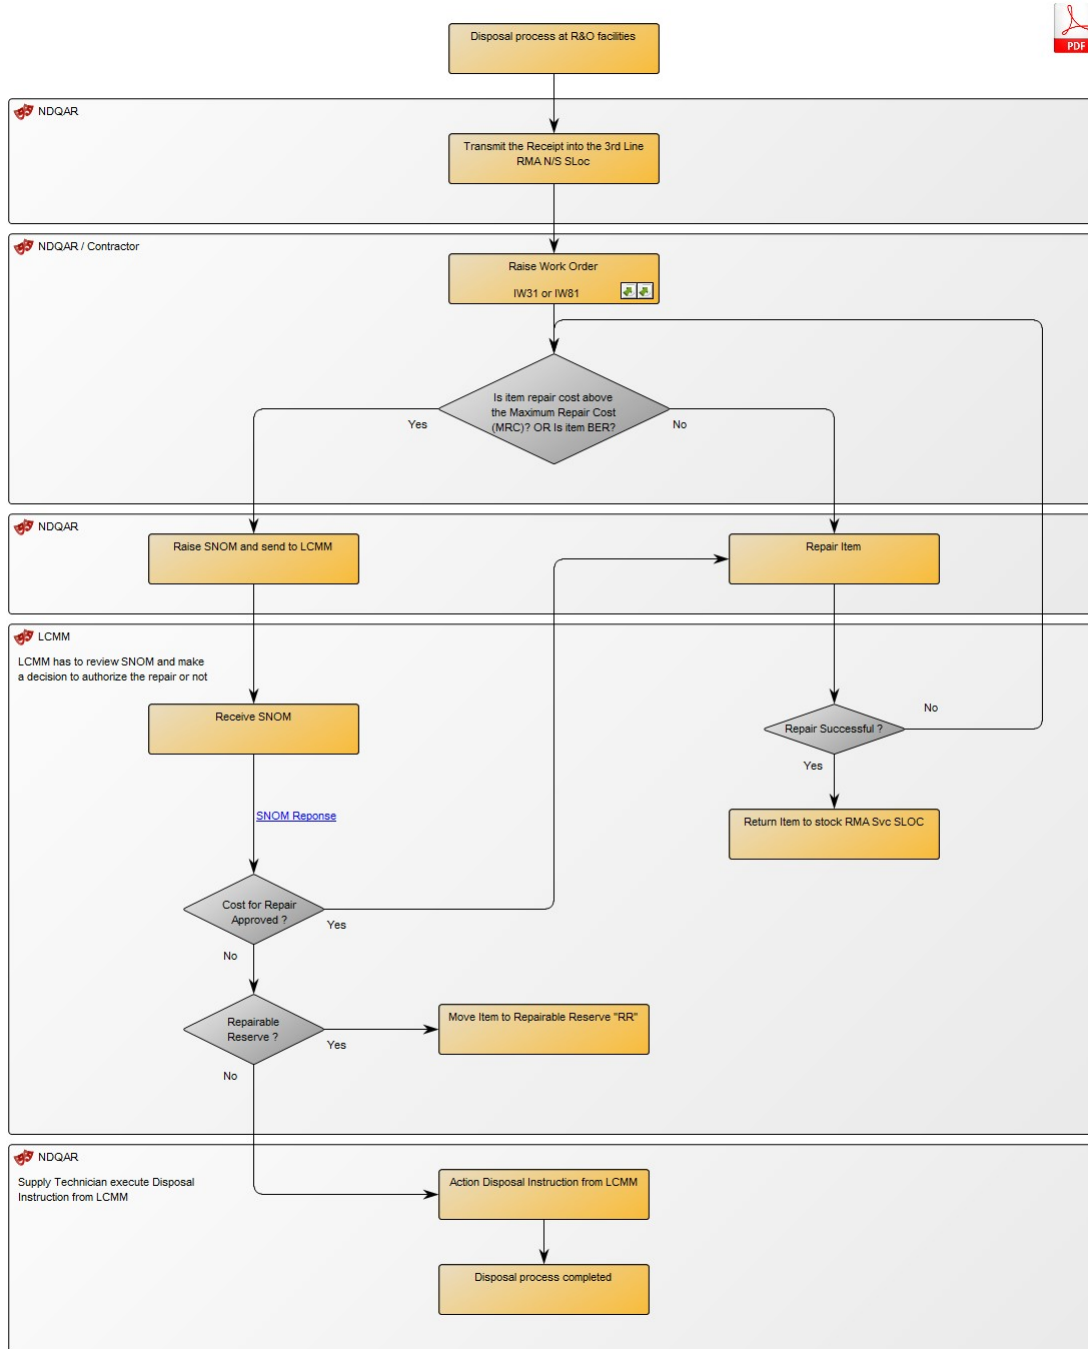 Disposal process at R&O facilities
PDF
NDQAR
Transmit the Receipt into the 3rd Line
RMA N/S SLoc
NDQAR / Contractor
Raise Work Order
IW31 or IW81
Is item repair cost above
the Maximum Repair Cost
(MRC)? OR Is item BER?
Yes
No
NDQAR
Raise SNOM and send to LCMM
Repair Item
LCMM
LCMM has to review SNOM and make
a decision to authorize the repair or not
Receive SNOM
No
Repair Successful ?
Yes
SNOM Reponse
Return Item to stock RMA Svc SLOC
Cost for Repair
Approved ?
Yes
No
Repairable
Reserve ?
Move Item to Repairable Reserve "RR"
Yes
No
NDQAR
Supply Technician execute Disposal
Instruction from LCMM
Action Disposal Instruction from LCMM
Disposal process completed